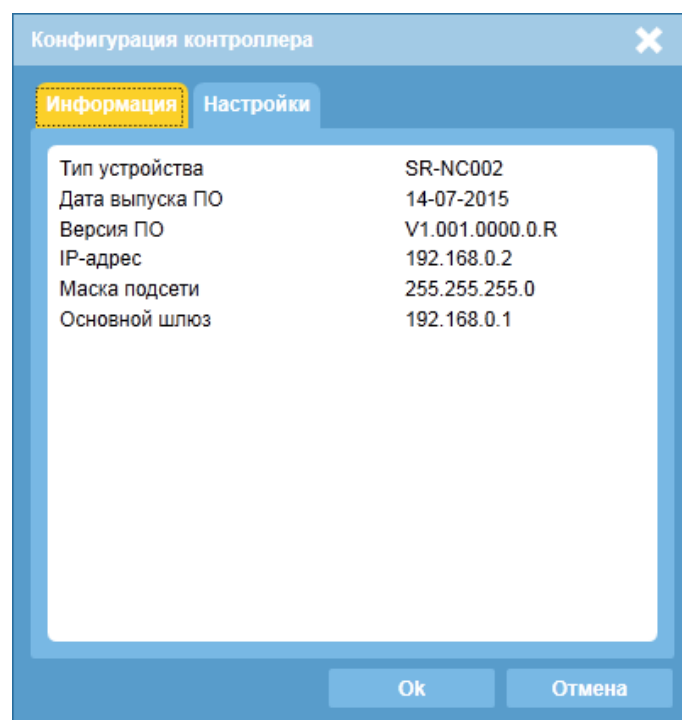 Конфигурация контроллера
Информация Настройки
Тип устройства SR-NC002
Дата выпуска ПО 14-07-2015
Версия ПО V1.001.0000.0.R
IP-адрес 192.168.0.2
Маска подсети 255.255.255.0
Основной шлюз 192.168.0.1
Ok Отмена